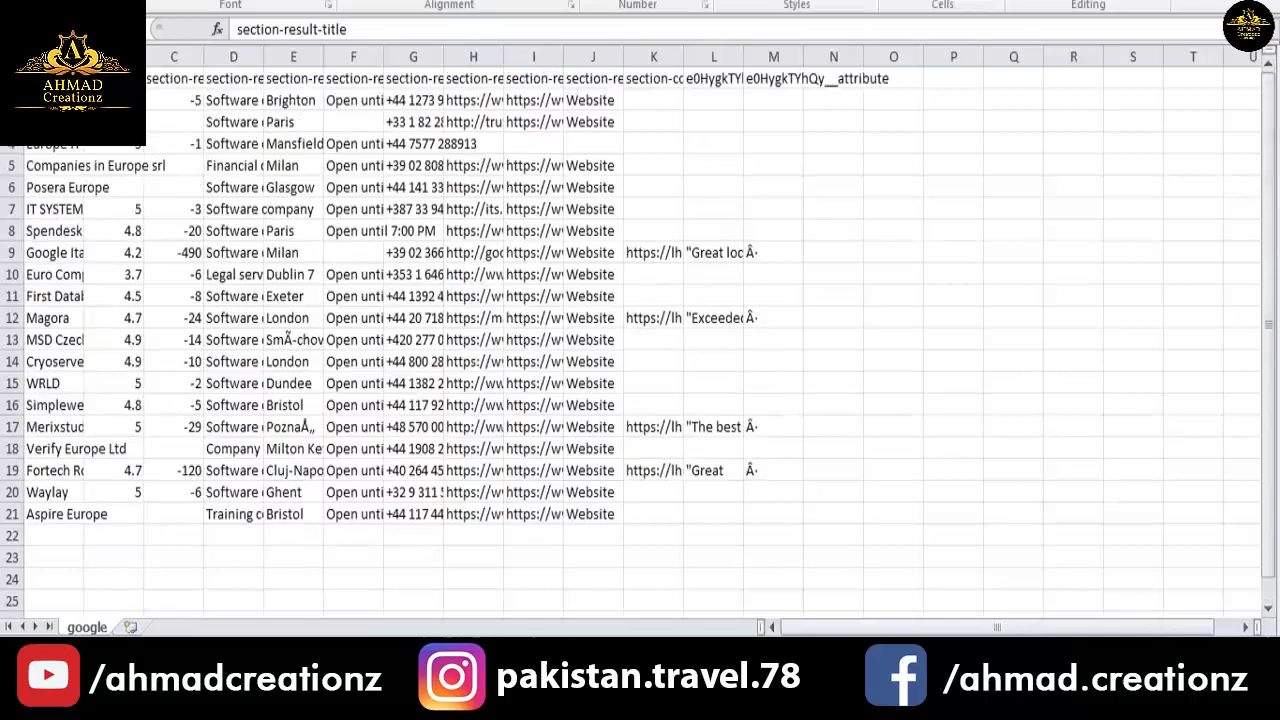 Font Alignment Number Styles Cells Editing
section-result-title
C D E F G H I J K L M N O P Q R S T U
section-re section-re section-re section-re section-re section-re section-re section-re section-co e0HygkTYl e0HygkTYhQy__attribute
-5 Software Brighton Open unti +44 1273 9 https://w https://w Website
Software Paris +33 1 82 28 http://tru https://w Website
-1 Software Mansfield Open unti +44 7577 288913
5 Companies in Europe srl Financial Milan Open unti +39 02 808 https://w https://w Website
6 Posera Europe Software Glasgow Open unti +44 141 33 https://w https://w Website
7 IT SYSTEM 5 -3 Software company Open unti +387 33 94 http://its. https://w Website
8 Spendesk 4.8 -20 Software Paris Open until 7:00 PM https://w https://w Website
9 Google Ita 4.2 -490 Software Milan +39 02 366 http://goo https://w Website https://lh "Great loc Â·
10 Euro Comp 3.7 -6 Legal serv Dublin 7 Open unti +353 1 646 http://ww https://w Website
11 First Datab 4.5 -8 Software Exeter Open unti +44 1392 4 https://w https://w Website
12 Magora 4.7 -24 Software London Open unti +44 20 718 https://m https://w Website https://lh "Exceeded Â·
13 MSD Czech 4.9 -14 Software SmÃ­chov Open unti +420 277 0 https://w https://w Website
14 Cryoserve 4.9 -10 Software London Open unti +44 800 28 https://w https://w Website
15 WRLD 5 -2 Software Dundee Open unti +44 1382 2 http://ww https://w Website
16 Simplewe 4.8 -5 Software Bristol Open unti +44 117 92 http://ww https://w Website
17 Merixstud 5 -29 Software PoznaÅ„ Open unti +48 570 00 https://w https://w Website https://lh "The best Â·
18 Verify Europe Ltd Company Milton Ke Open unti +44 1908 2 https://w https://w Website
19 Fortech Ro 4.7 -120 Software Cluj-Napo Open unti +40 264 45 https://w https://w Website https://lh "Great Â·
20 Waylay 5 -6 Software Ghent Open unti +32 9 311 https://w https://w Website
21 Aspire Europe Training c Bristol Open unti +44 117 44 https://w https://w Website
22
23
24
25
google
AHMAD
Creationz
/ahmadcreationz pakistan.travel.78 /ahmad.creationz